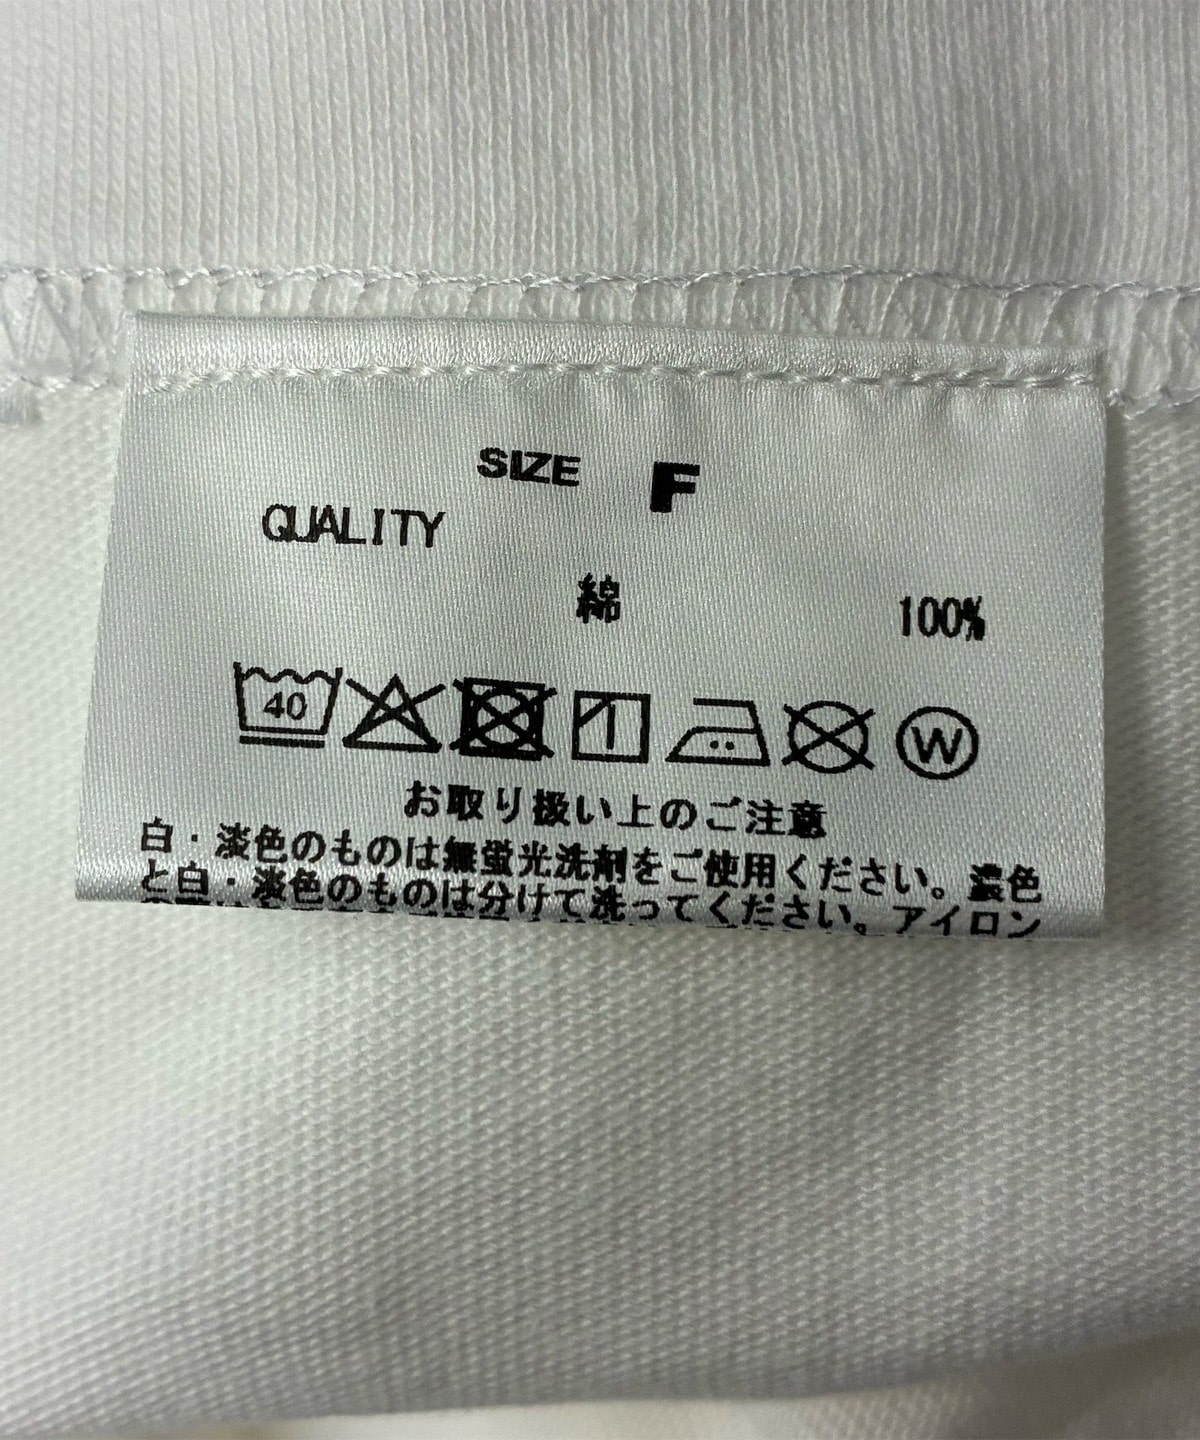 SIZE F
QUALITY
綿 100%
40
W
お取り扱い上のご注意
白・淡色のものは無蛍光洗剤をご使用ください。濃色
と白・淡色のものは分けて洗ってください。アイロン